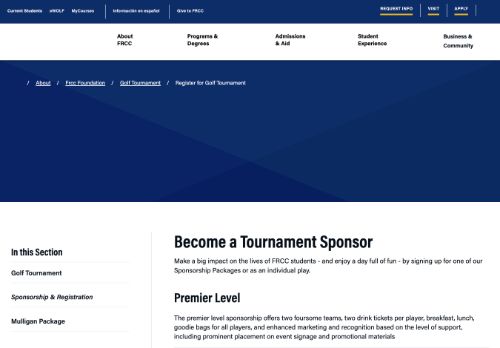 Current Students eWOLF MyCourses Información en español Give to FRCC REQUEST INFO VISIT APPLY
About FRCC
Programs & Degrees
Admissions & Aid
Student Experience
Business & Community
/ About / Frcc Foundation / Golf Tournament / Register for Golf Tournament
In this Section
Golf Tournament
Sponsorship & Registration
Mulligan Package
Become a Tournament Sponsor
Make a big impact on the lives of FRCC students - and enjoy a day full of fun - by signing up for one of our
Sponsorship Packages or as an individual play.
Premier Level
The premier level sponsorship offers two foursome teams, two drink tickets per player, breakfast, lunch,
goodie bags for all players, and enhanced marketing and recognition based on the level of support,
including prominent placement on event signage and promotional materials